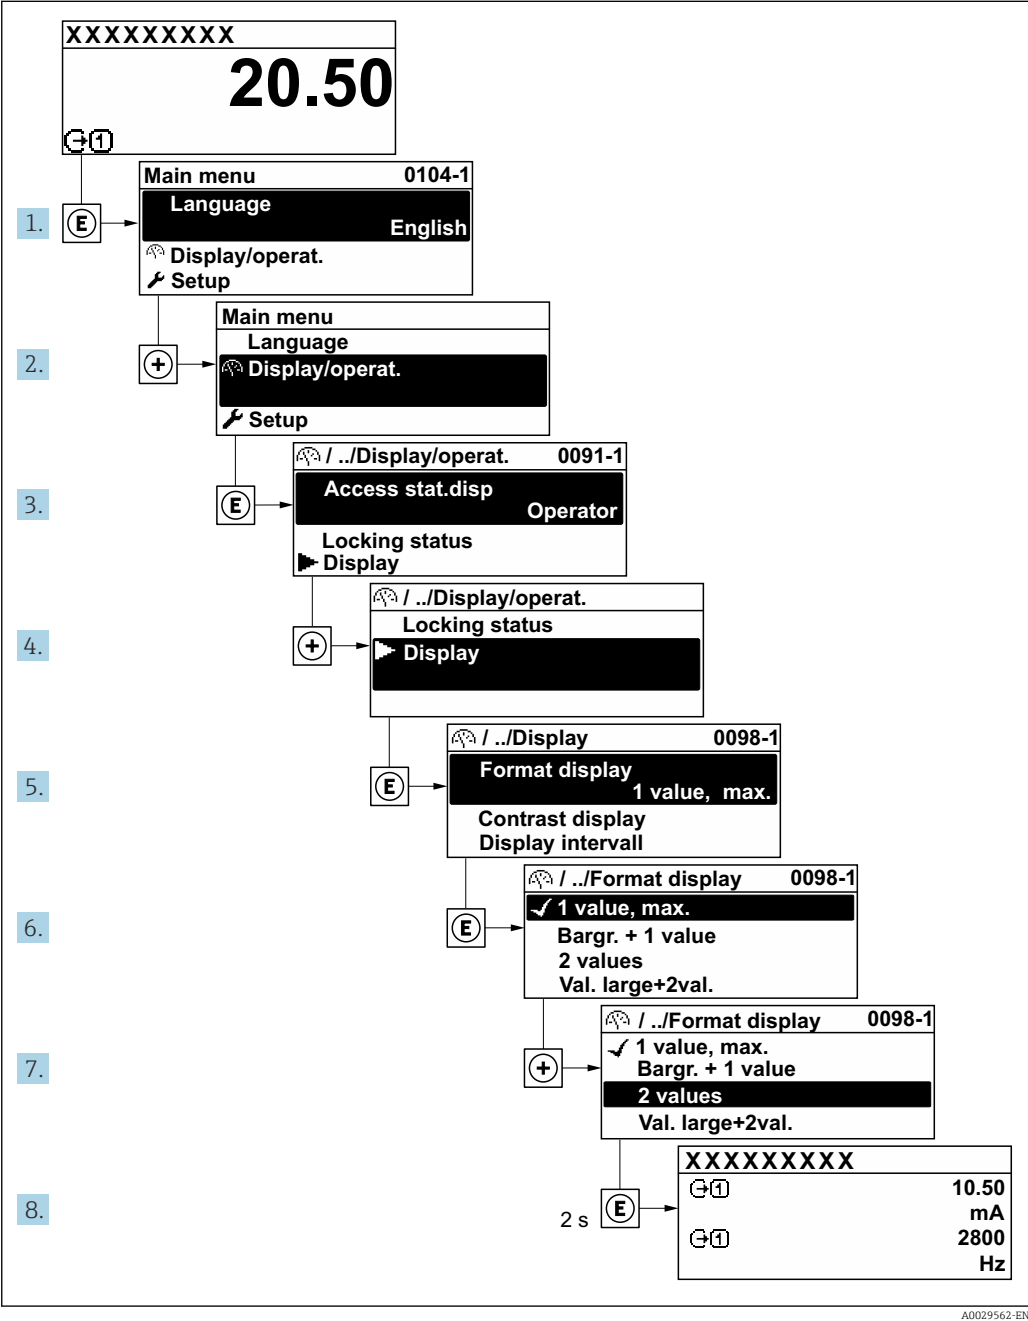 XXXXXXXXX
20.50
1
Main menu 0104-1
Language
English
Display/operat.
Setup
1. E
Main menu
Language
Display/operat.
Setup
2. +
/ ../Display/operat. 0091-1
Access stat.disp
Operator
Locking status
Display
3. E
/ ../Display/operat.
Locking status
Display
4. +
/ ../Display 0098-1
Format display
1 value, max.
Contrast display
Display intervall
5. E
/ ../Format display 0098-1
1 value, max.
Bargr. + 1 value
2 values
Val. large+2val.
6. E
/ ../Format display 0098-1
1 value, max.
Bargr. + 1 value
2 values
Val. large+2val.
7. +
XXXXXXXXX
1 10.50
mA
1 2800
Hz
8. 2 s E
A0029562-EN